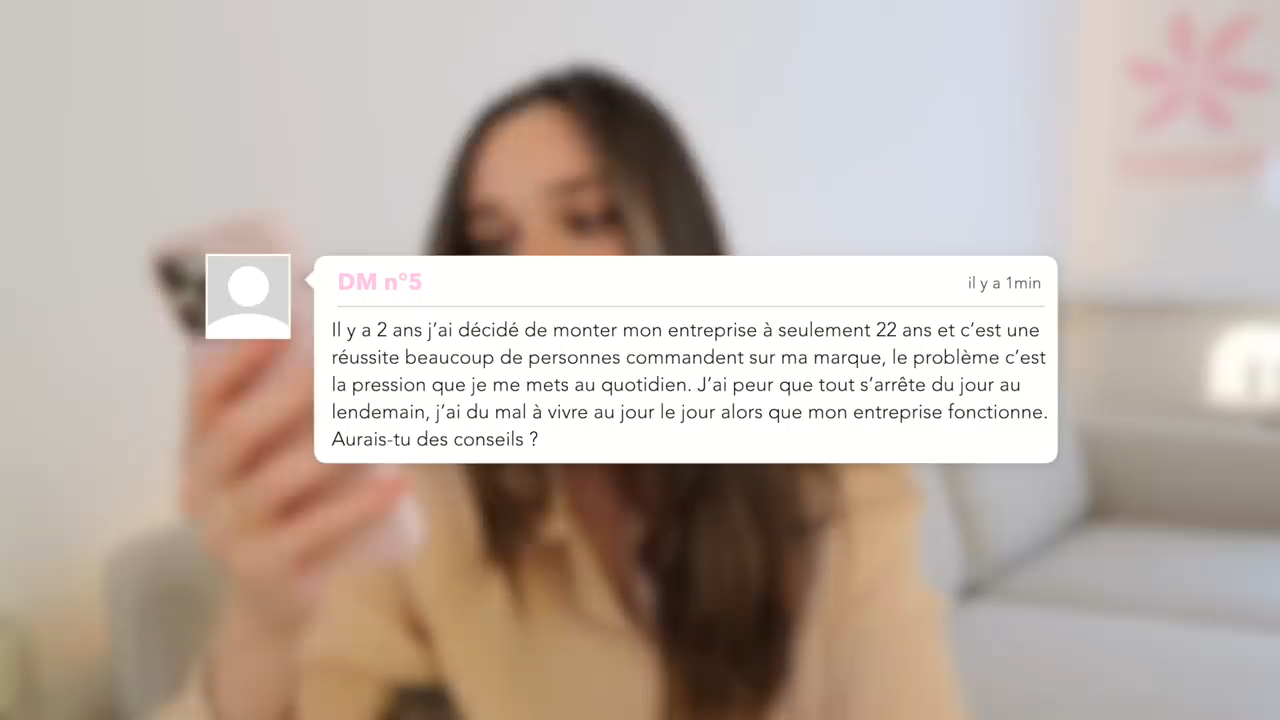 DM n°5
il y a 1min
Il y a 2 ans j’ai décidé de monter mon entreprise à seulement 22 ans et c’est une
réussite beaucoup de personnes commandent sur ma marque, le problème c’est
la pression que je me mets au quotidien. J’ai peur que tout s’arrête du jour au
lendemain, j’ai du mal à vivre au jour le jour alors que mon entreprise fonctionne.
Aurais-tu des conseils ?